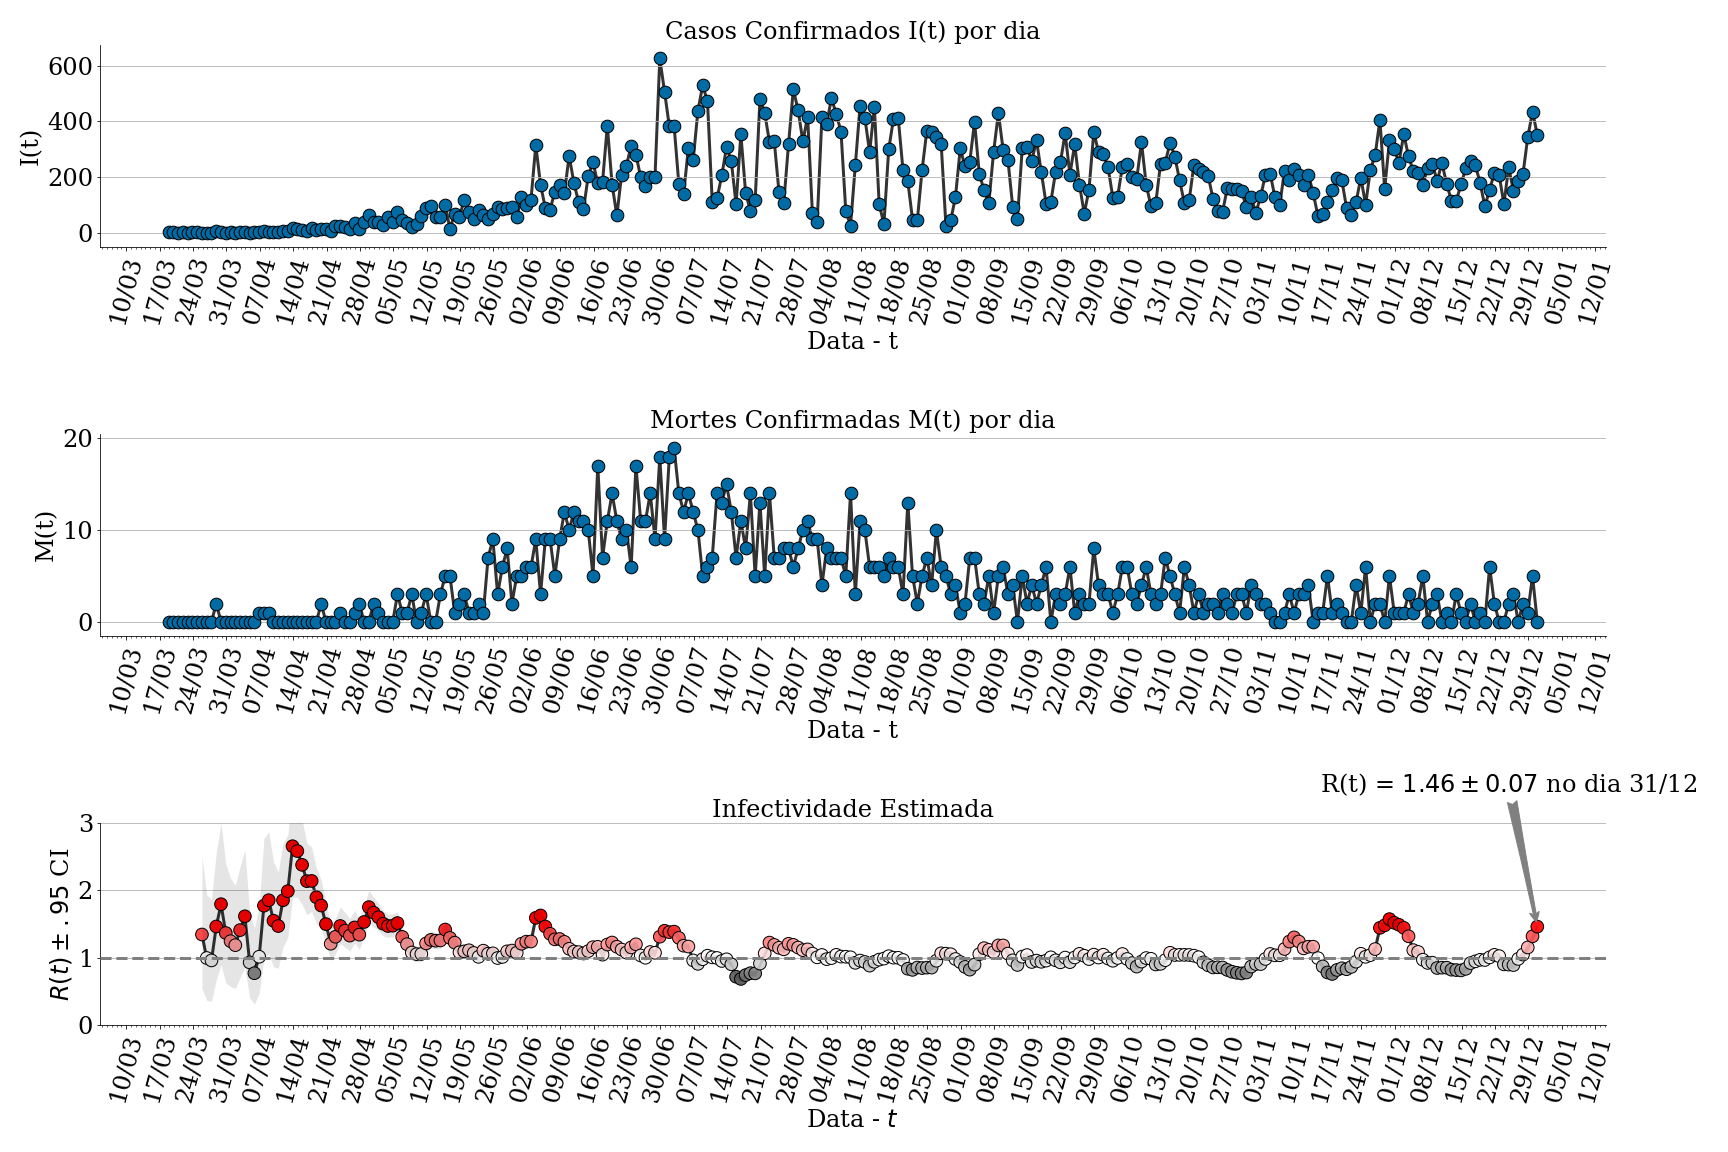 Casos Confirmados I(t) por dia
I(t)
600
400
200
0
10/03 17/03 24/03 31/03 07/04 14/04 21/04 28/04 05/05 12/05 19/05 26/05 02/06 09/06 16/06 23/06 30/06 07/07 14/07 21/07 28/07 04/08 11/08 18/08 25/08 01/09 08/09 15/09 22/09 29/09 06/10 13/10 20/10 27/10 03/11 10/11 17/11 24/11 01/12 08/12 15/12 22/12 29/12 05/01 12/01
Data - t
Mortes Confirmadas M(t) por dia
M(t)
20
10
0
10/03 17/03 24/03 31/03 07/04 14/04 21/04 28/04 05/05 12/05 19/05 26/05 02/06 09/06 16/06 23/06 30/06 07/07 14/07 21/07 28/07 04/08 11/08 18/08 25/08 01/09 08/09 15/09 22/09 29/09 06/10 13/10 20/10 27/10 03/11 10/11 17/11 24/11 01/12 08/12 15/12 22/12 29/12 05/01 12/01
Data - t
R(t) = 1.46 ± 0.07 no dia 31/12
Infectividade Estimada
R(t) ± .95 CI
3
2
1
0
10/03 17/03 24/03 31/03 07/04 14/04 21/04 28/04 05/05 12/05 19/05 26/05 02/06 09/06 16/06 23/06 30/06 07/07 14/07 21/07 28/07 04/08 11/08 18/08 25/08 01/09 08/09 15/09 22/09 29/09 06/10 13/10 20/10 27/10 03/11 10/11 17/11 24/11 01/12 08/12 15/12 22/12 29/12 05/01 12/01
Data - t